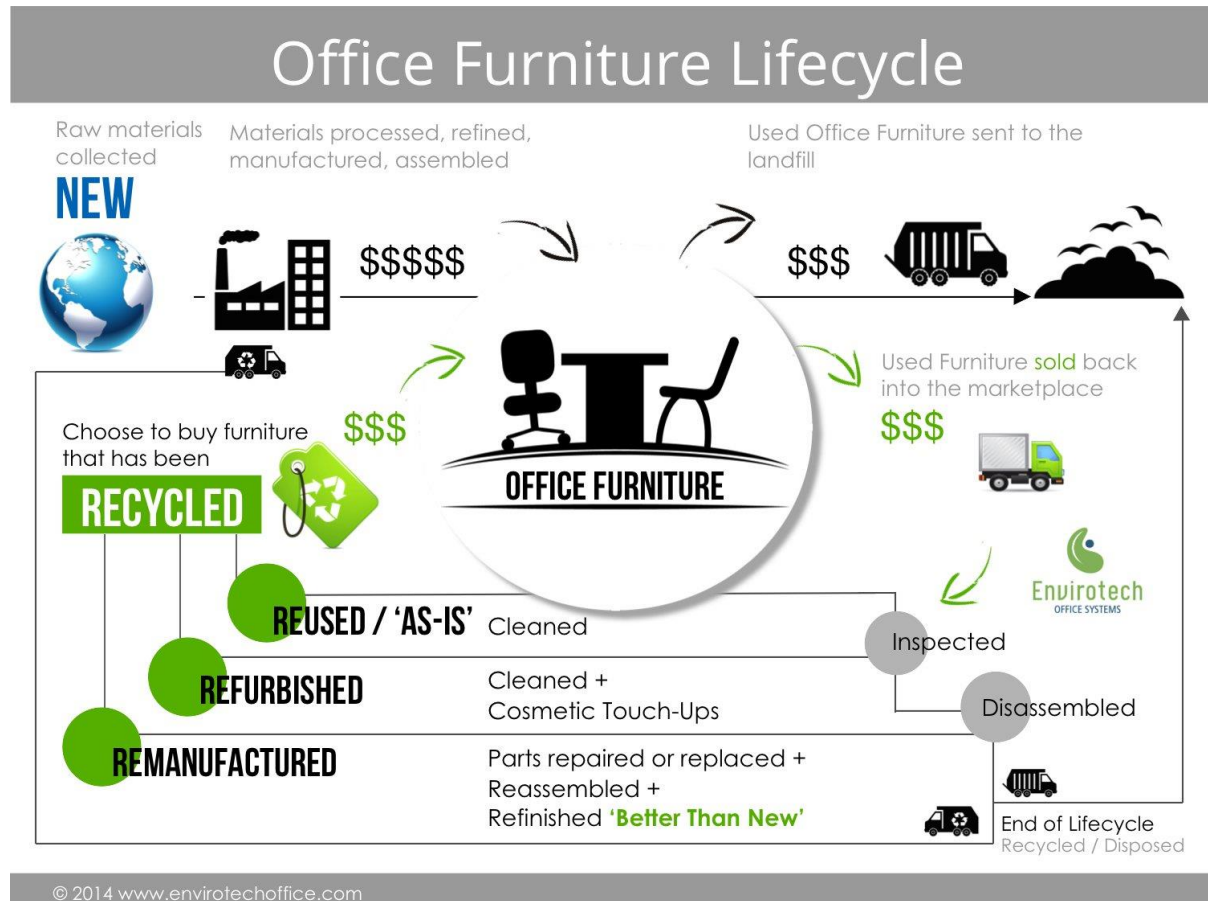 Office Furniture Lifecycle
Raw materials
collected
NEW
Materials processed, refined,
manufactured, assembled
$$$$$
Used Office Furniture sent to the
landfill
$$$
Used Furniture sold back
into the marketplace
$$$
Choose to buy furniture
that has been
RECYCLED
$$$
OFFICE FURNITURE
Envirotech
OFFICE SYSTEMS
REUSED / ‘AS-IS’
Cleaned
Inspected
REFURBISHED
Cleaned +
Cosmetic Touch-Ups
Disassembled
REMANUFACTURED
Parts repaired or replaced +
Reassembled +
Refinished ‘Better Than New’
End of Lifecycle
Recycled / Disposed
© 2014 www.envirotechoffice.com